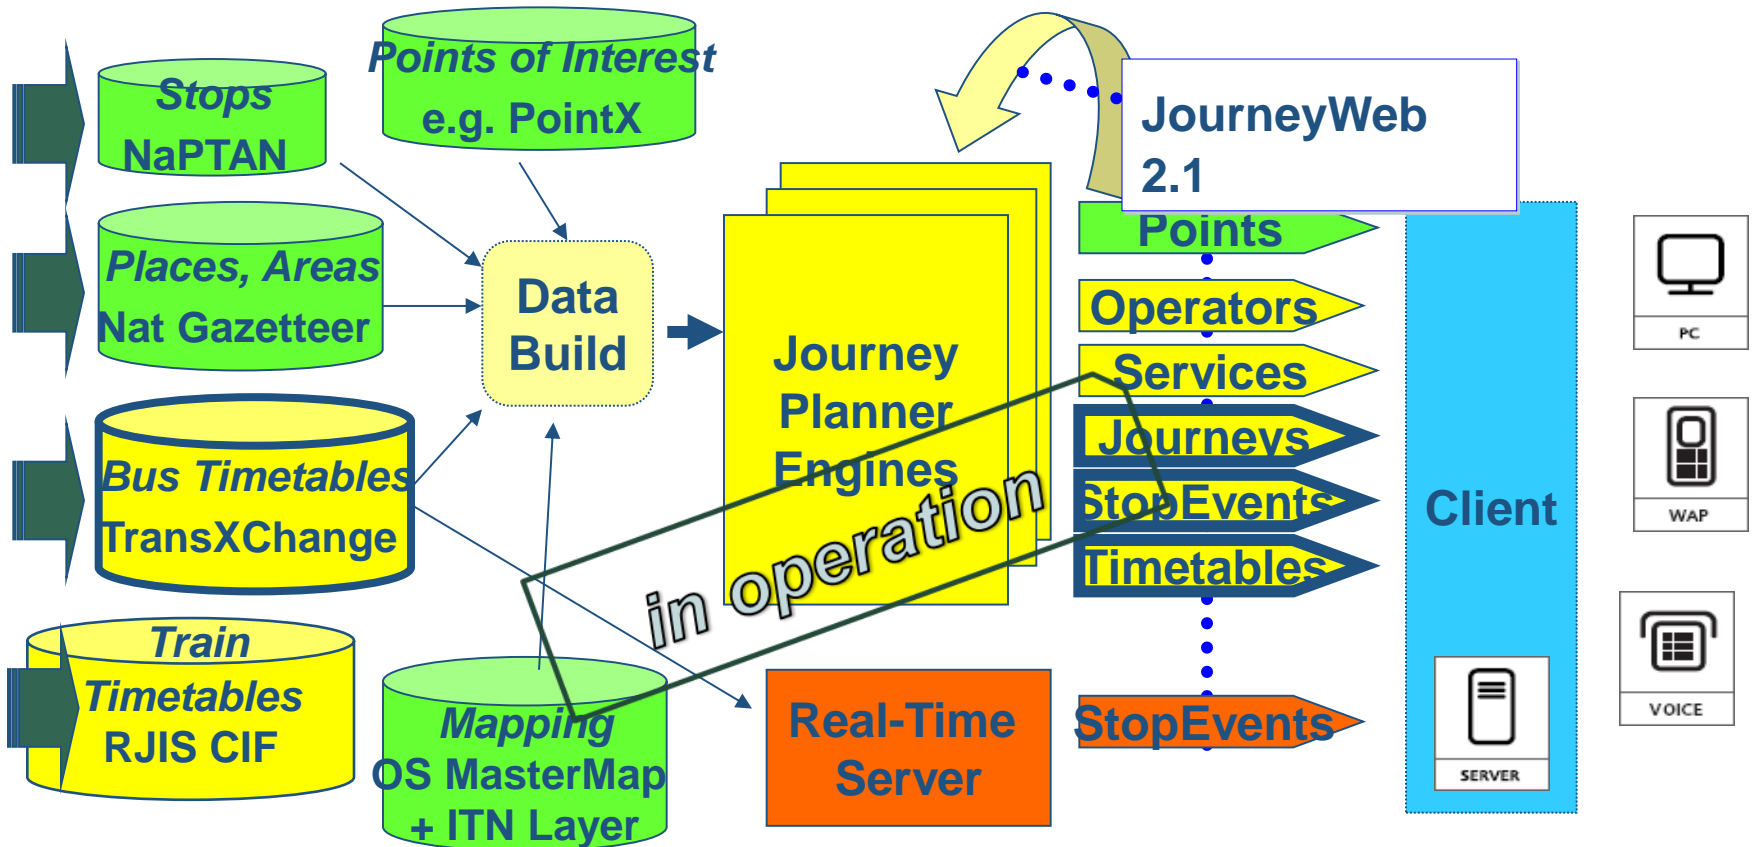 Stops
NaPTAN
Points of Interest
e.g. PointX
JourneyWeb
2.1
Places, Areas
Nat Gazetteer
Data
Build
Journey
Planner
Engines
Points
Operators
Services
Journeys
StopEvents
Timetables
Client
PC
WAP
VOICE
SERVER
Bus Timetables
TransXChange
in operation
Train
Timetables
RJIS CIF
Mapping
OS MasterMap
+ ITN Layer
Real-Time
Server
StopEvents